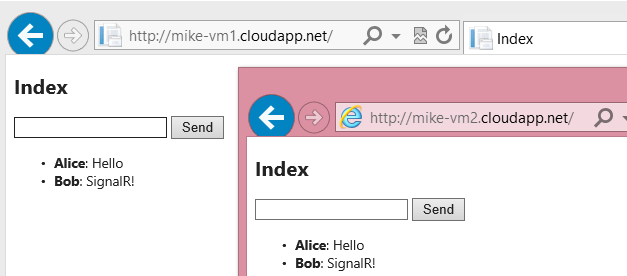 http://mike-vm1.cloudapp.net/
Index
Index
Send
• Alice: Hello
• Bob: SignalR!
http://mike-vm2.cloudapp.net/
Index
Send
• Alice: Hello
• Bob: SignalR!